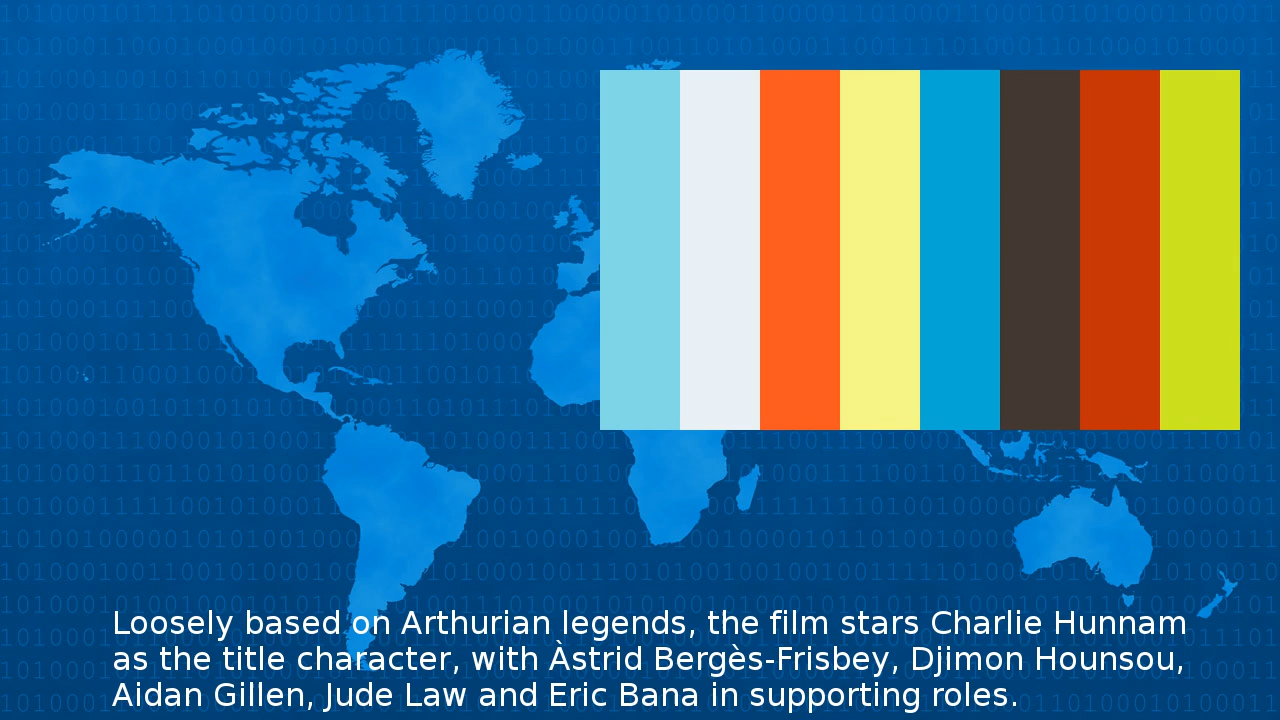 Loosely based on Arthurian legends, the film stars Charlie Hunnam
as the title character, with Àstrid Bergès-Frisbey, Djimon Hounsou,
Aidan Gillen, Jude Law and Eric Bana in supporting roles.